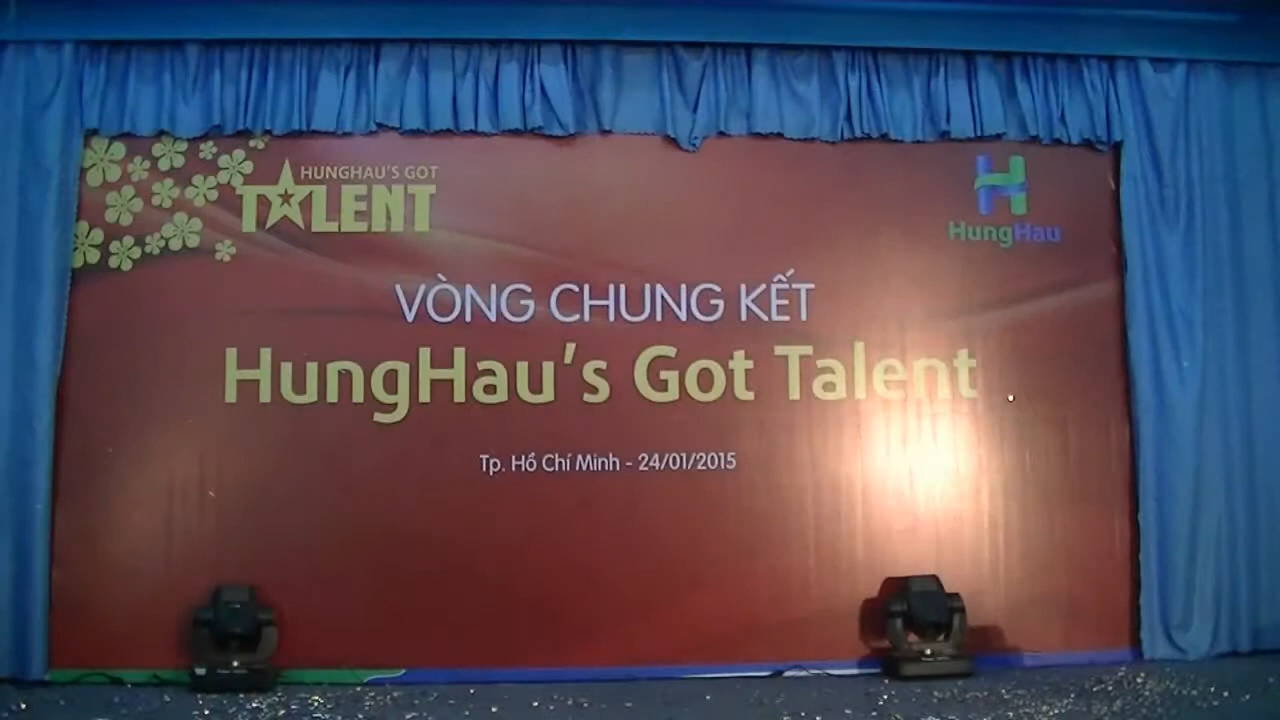 HUNGHAU'S GOT
TALENT
HungHau
VÒNG CHUNG KẾT
HungHau's Got Talent
Tp. Hồ Chí Minh - 24/01/2015